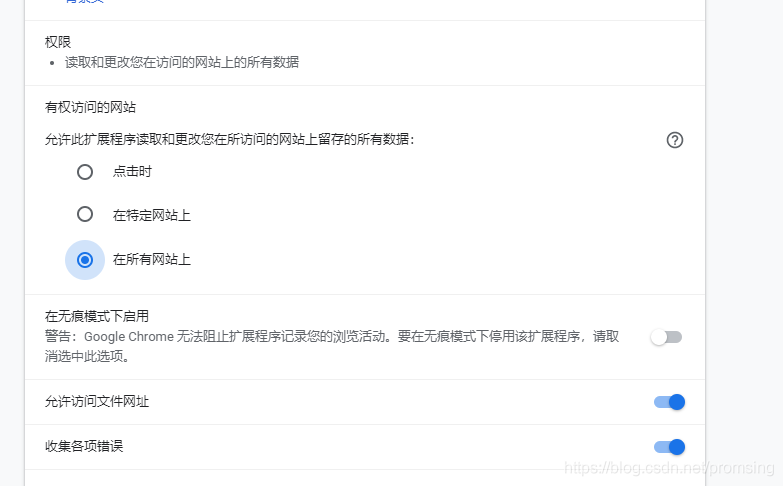 背景页
权限
读取和更改您在访问的网站上的所有数据
有权访问的网站
允许此扩展程序读取和更改您在所访问的网站上留存的所有数据：
点击时
在特定网站上
在所有网站上
在无痕模式下启用
警告：Google Chrome 无法阻止扩展程序记录您的浏览活动。要在无痕模式下停用该扩展程序，请取
消选中此选项。
允许访问文件网址
收集各项错误
https://blog.csdn.net/promsing